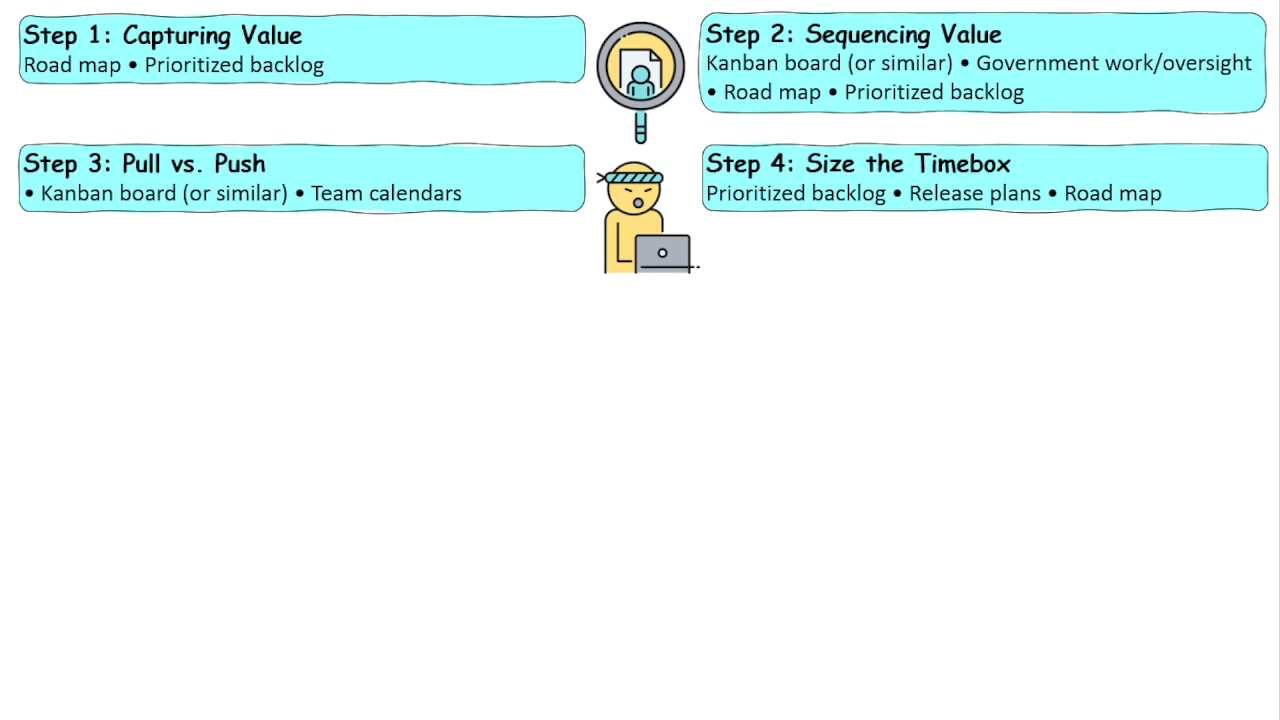 Step 1: Capturing Value
Road map • Prioritized backlog
Step 2: Sequencing Value
Kanban board (or similar) • Government work/oversight
• Road map • Prioritized backlog
Step 3: Pull vs. Push
• Kanban board (or similar) • Team calendars
Step 4: Size the Timebox
Prioritized backlog • Release plans • Road map